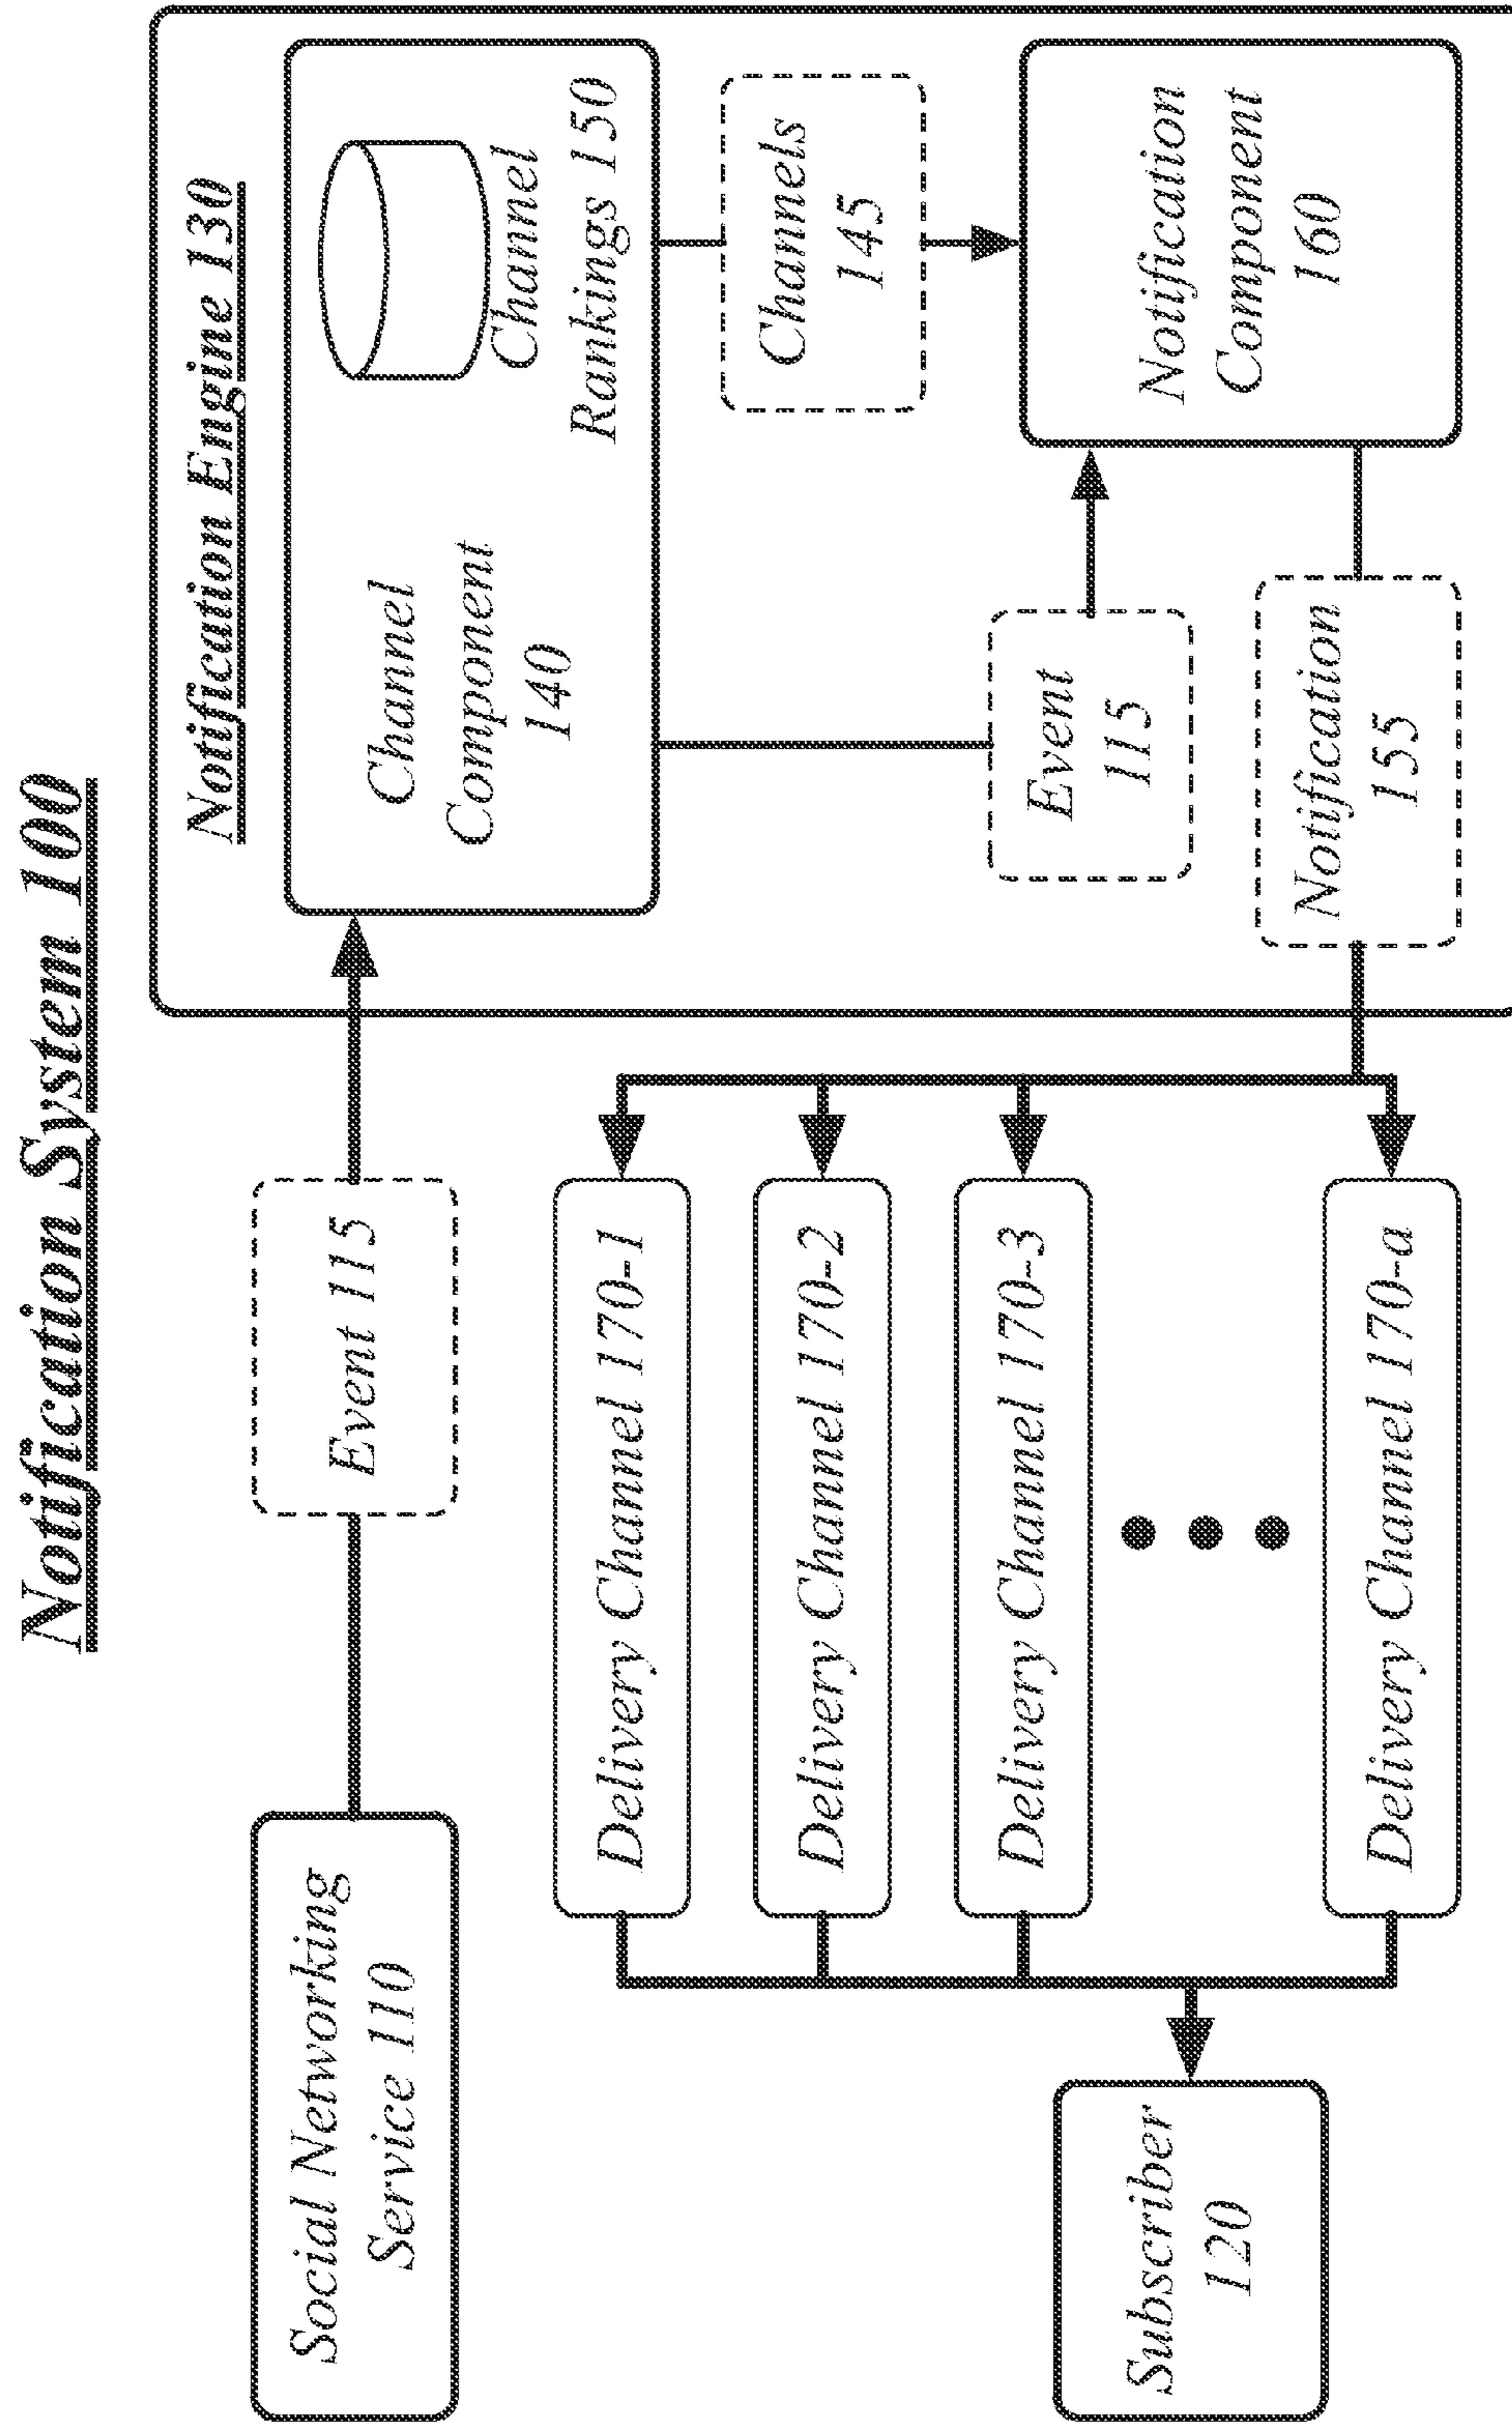 Notification System 100
Social Networking
Service 110
Event 115
Notification Engine 130
Channel
Component
140
Channel
Rankings 150
Channels
145
Event
115
Notification
Component
160
Notification
155
Delivery Channel 170-1
Delivery Channel 170-2
Delivery Channel 170-3
Delivery Channel 170-a
Subscriber
120